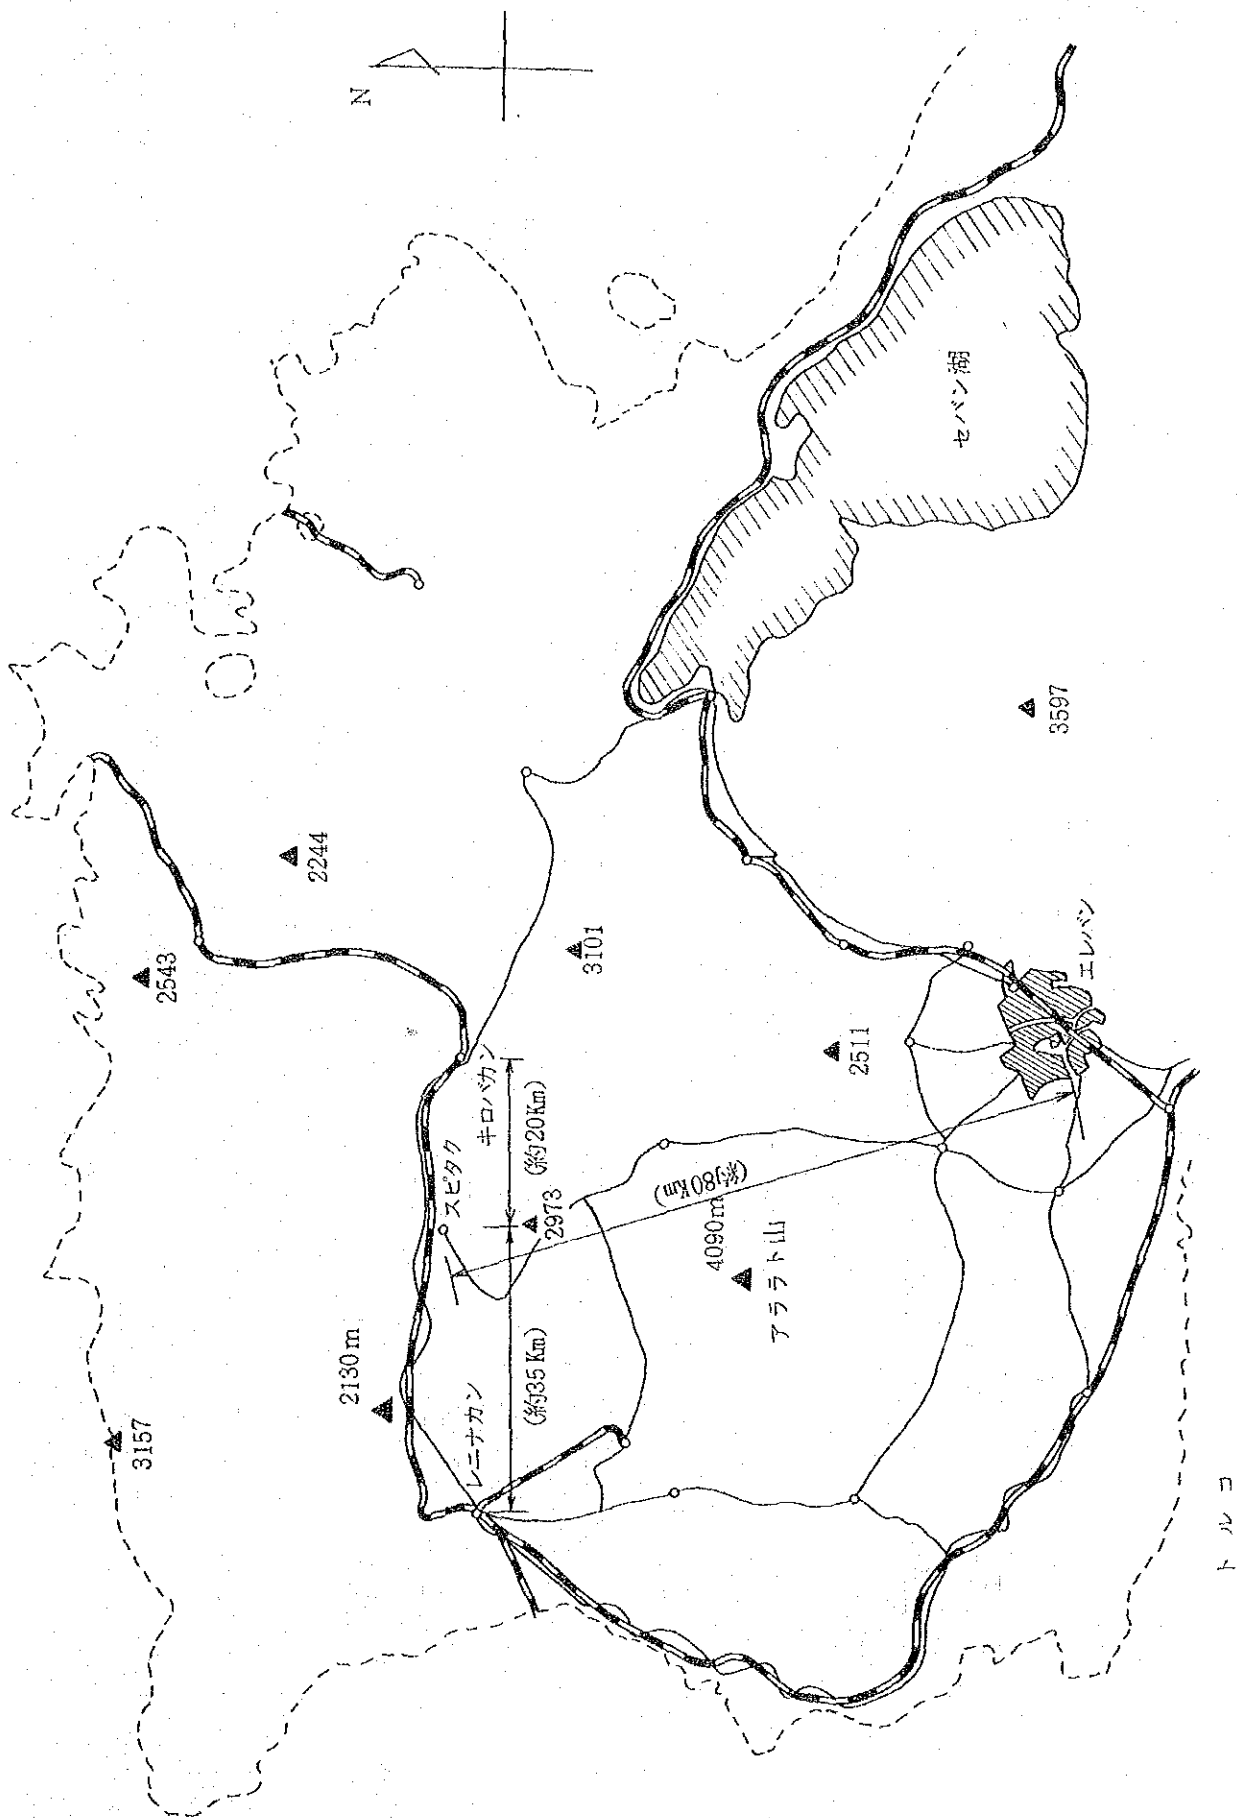 N
3157
2543
2244
2130m
レニナカン
スピタク
キロバカン
(約35Km)
(約20Km)
2973
3101
(約80Km)
4090m
アララト山
2511
セバン湖
3597
エレバン
トルコ